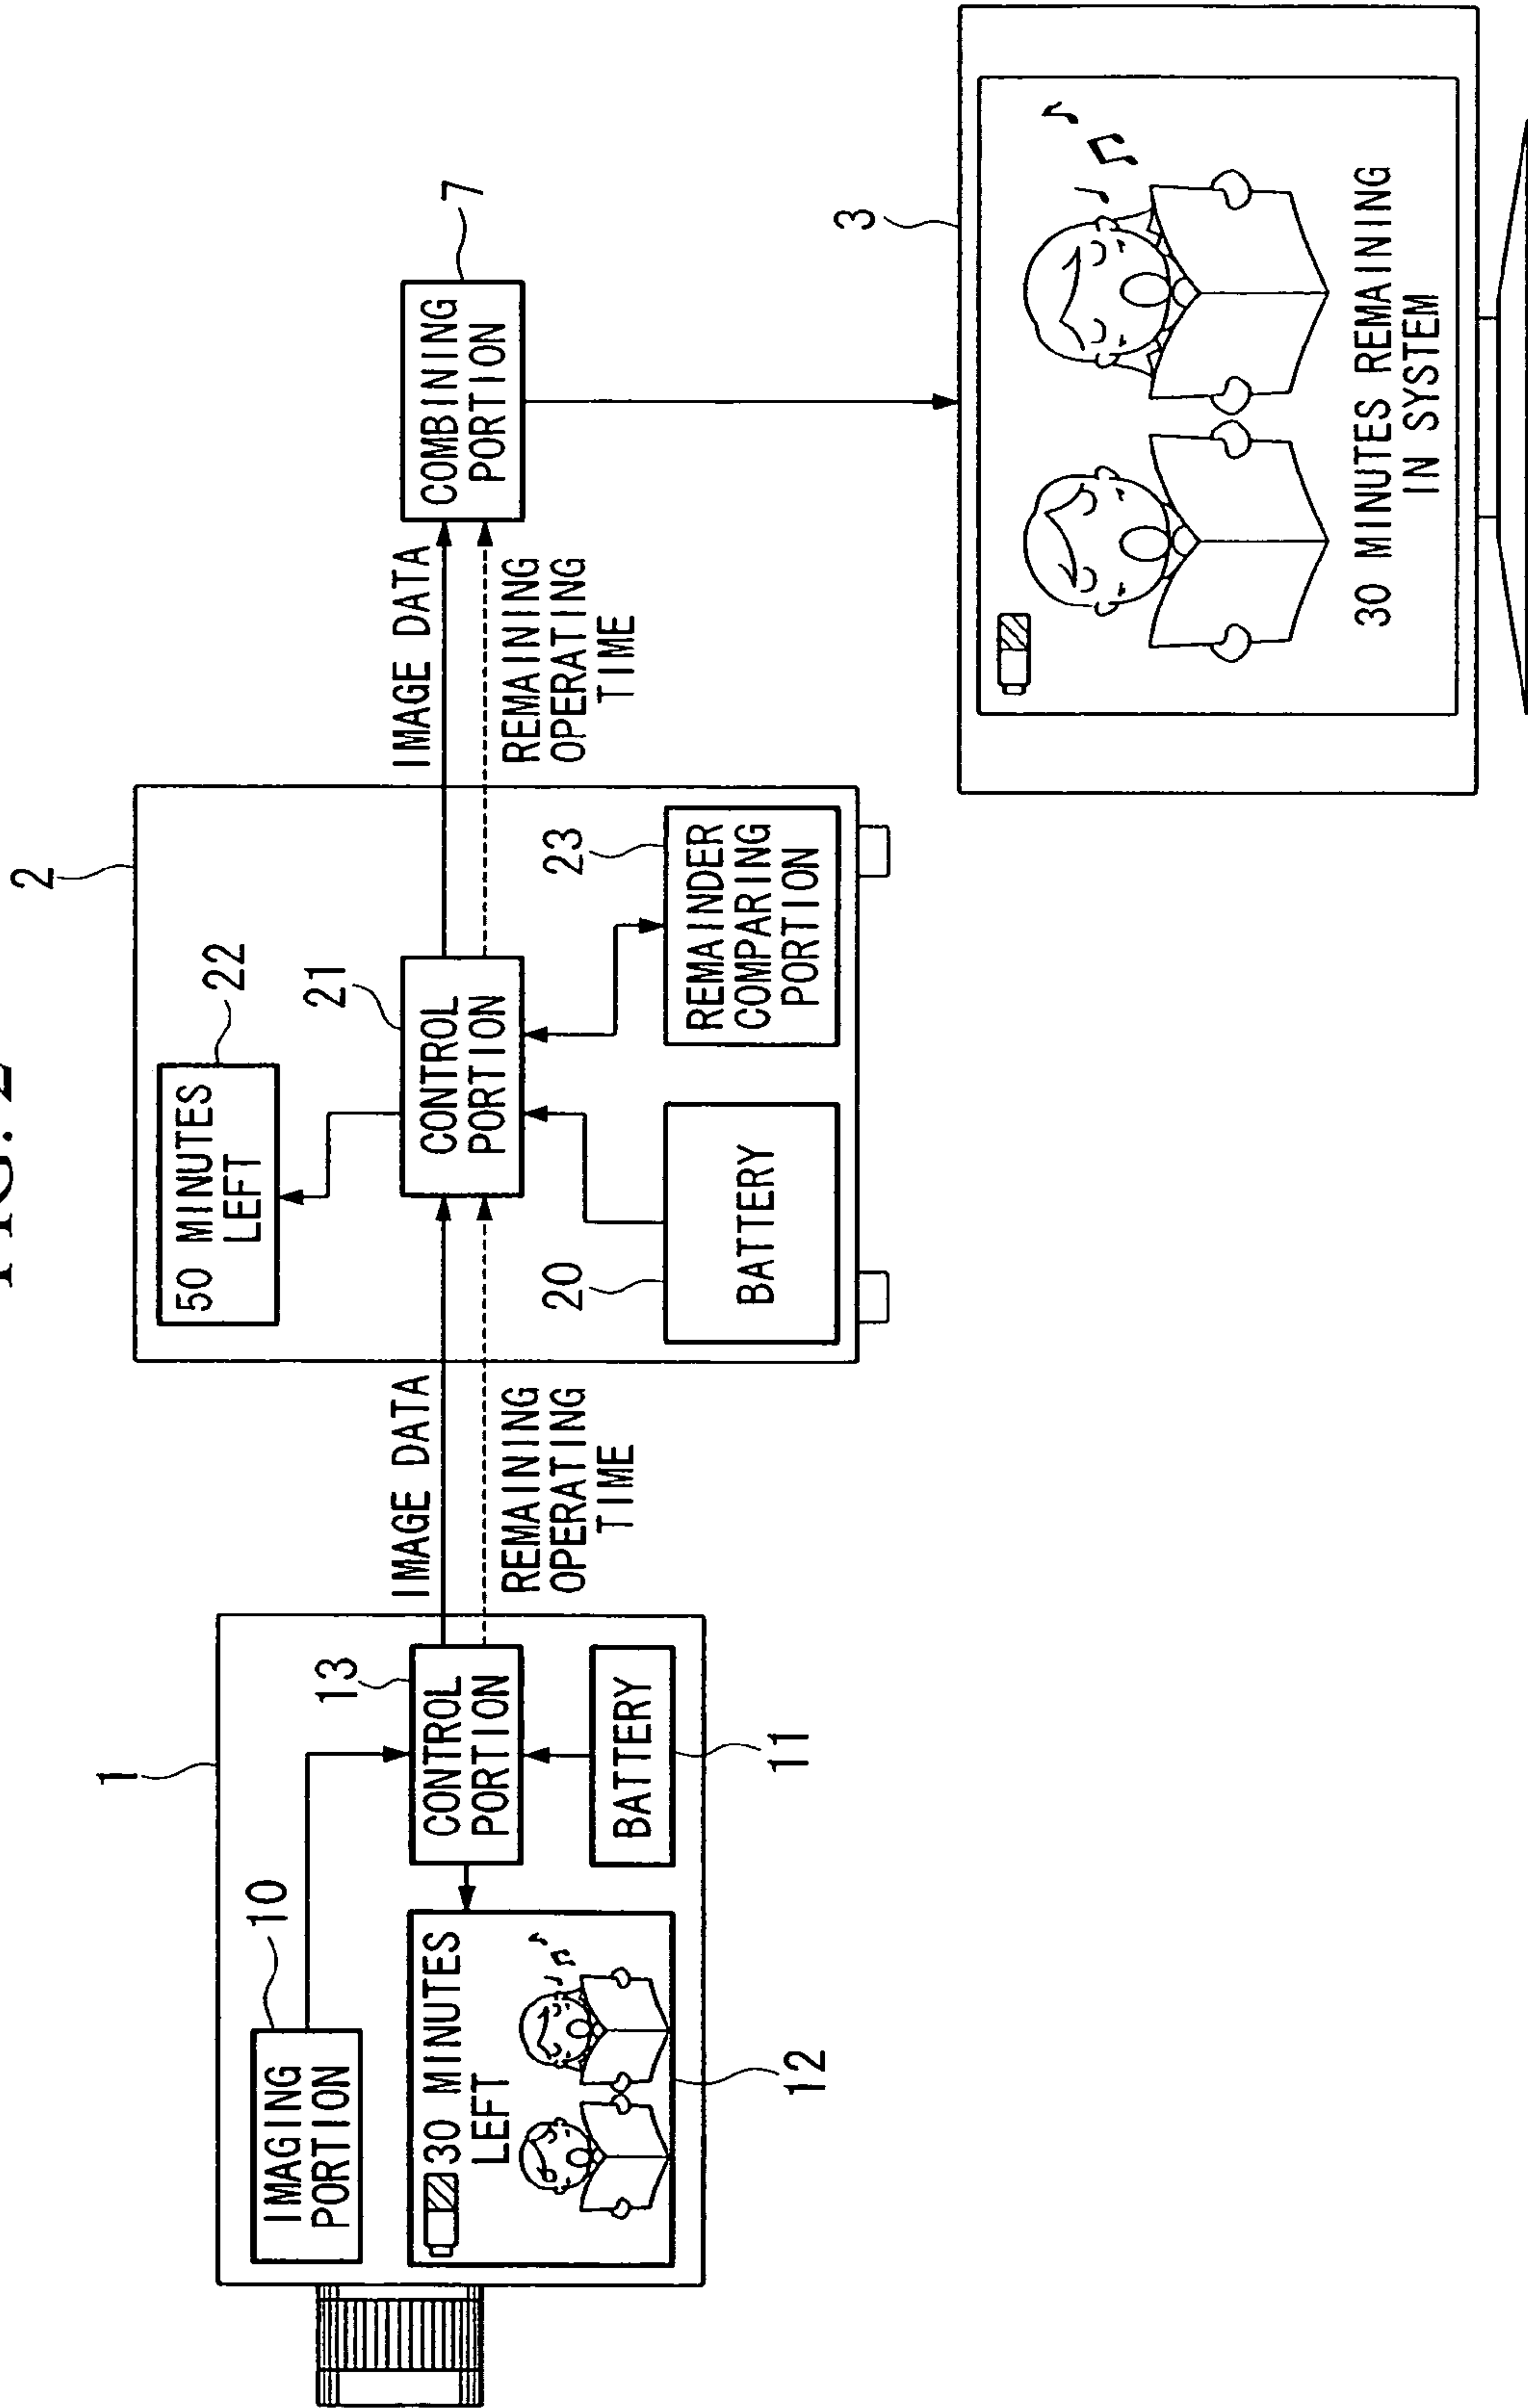 FIG. 2
1
10
IMAGING
PORTION
13
CONTROL
PORTION
30 MINUTES
LEFT
12
BATTERY
11
IMAGE DATA
REMAINING
OPERATING
TIME
2
50 MINUTES
LEFT
22
21
CONTROL
PORTION
20
BATTERY
23
REMAINDER
COMPARING
PORTION
IMAGE DATA
REMAINING
OPERATING
TIME
7
COMBINING
PORTION
3
30 MINUTES REMAINING
IN SYSTEM